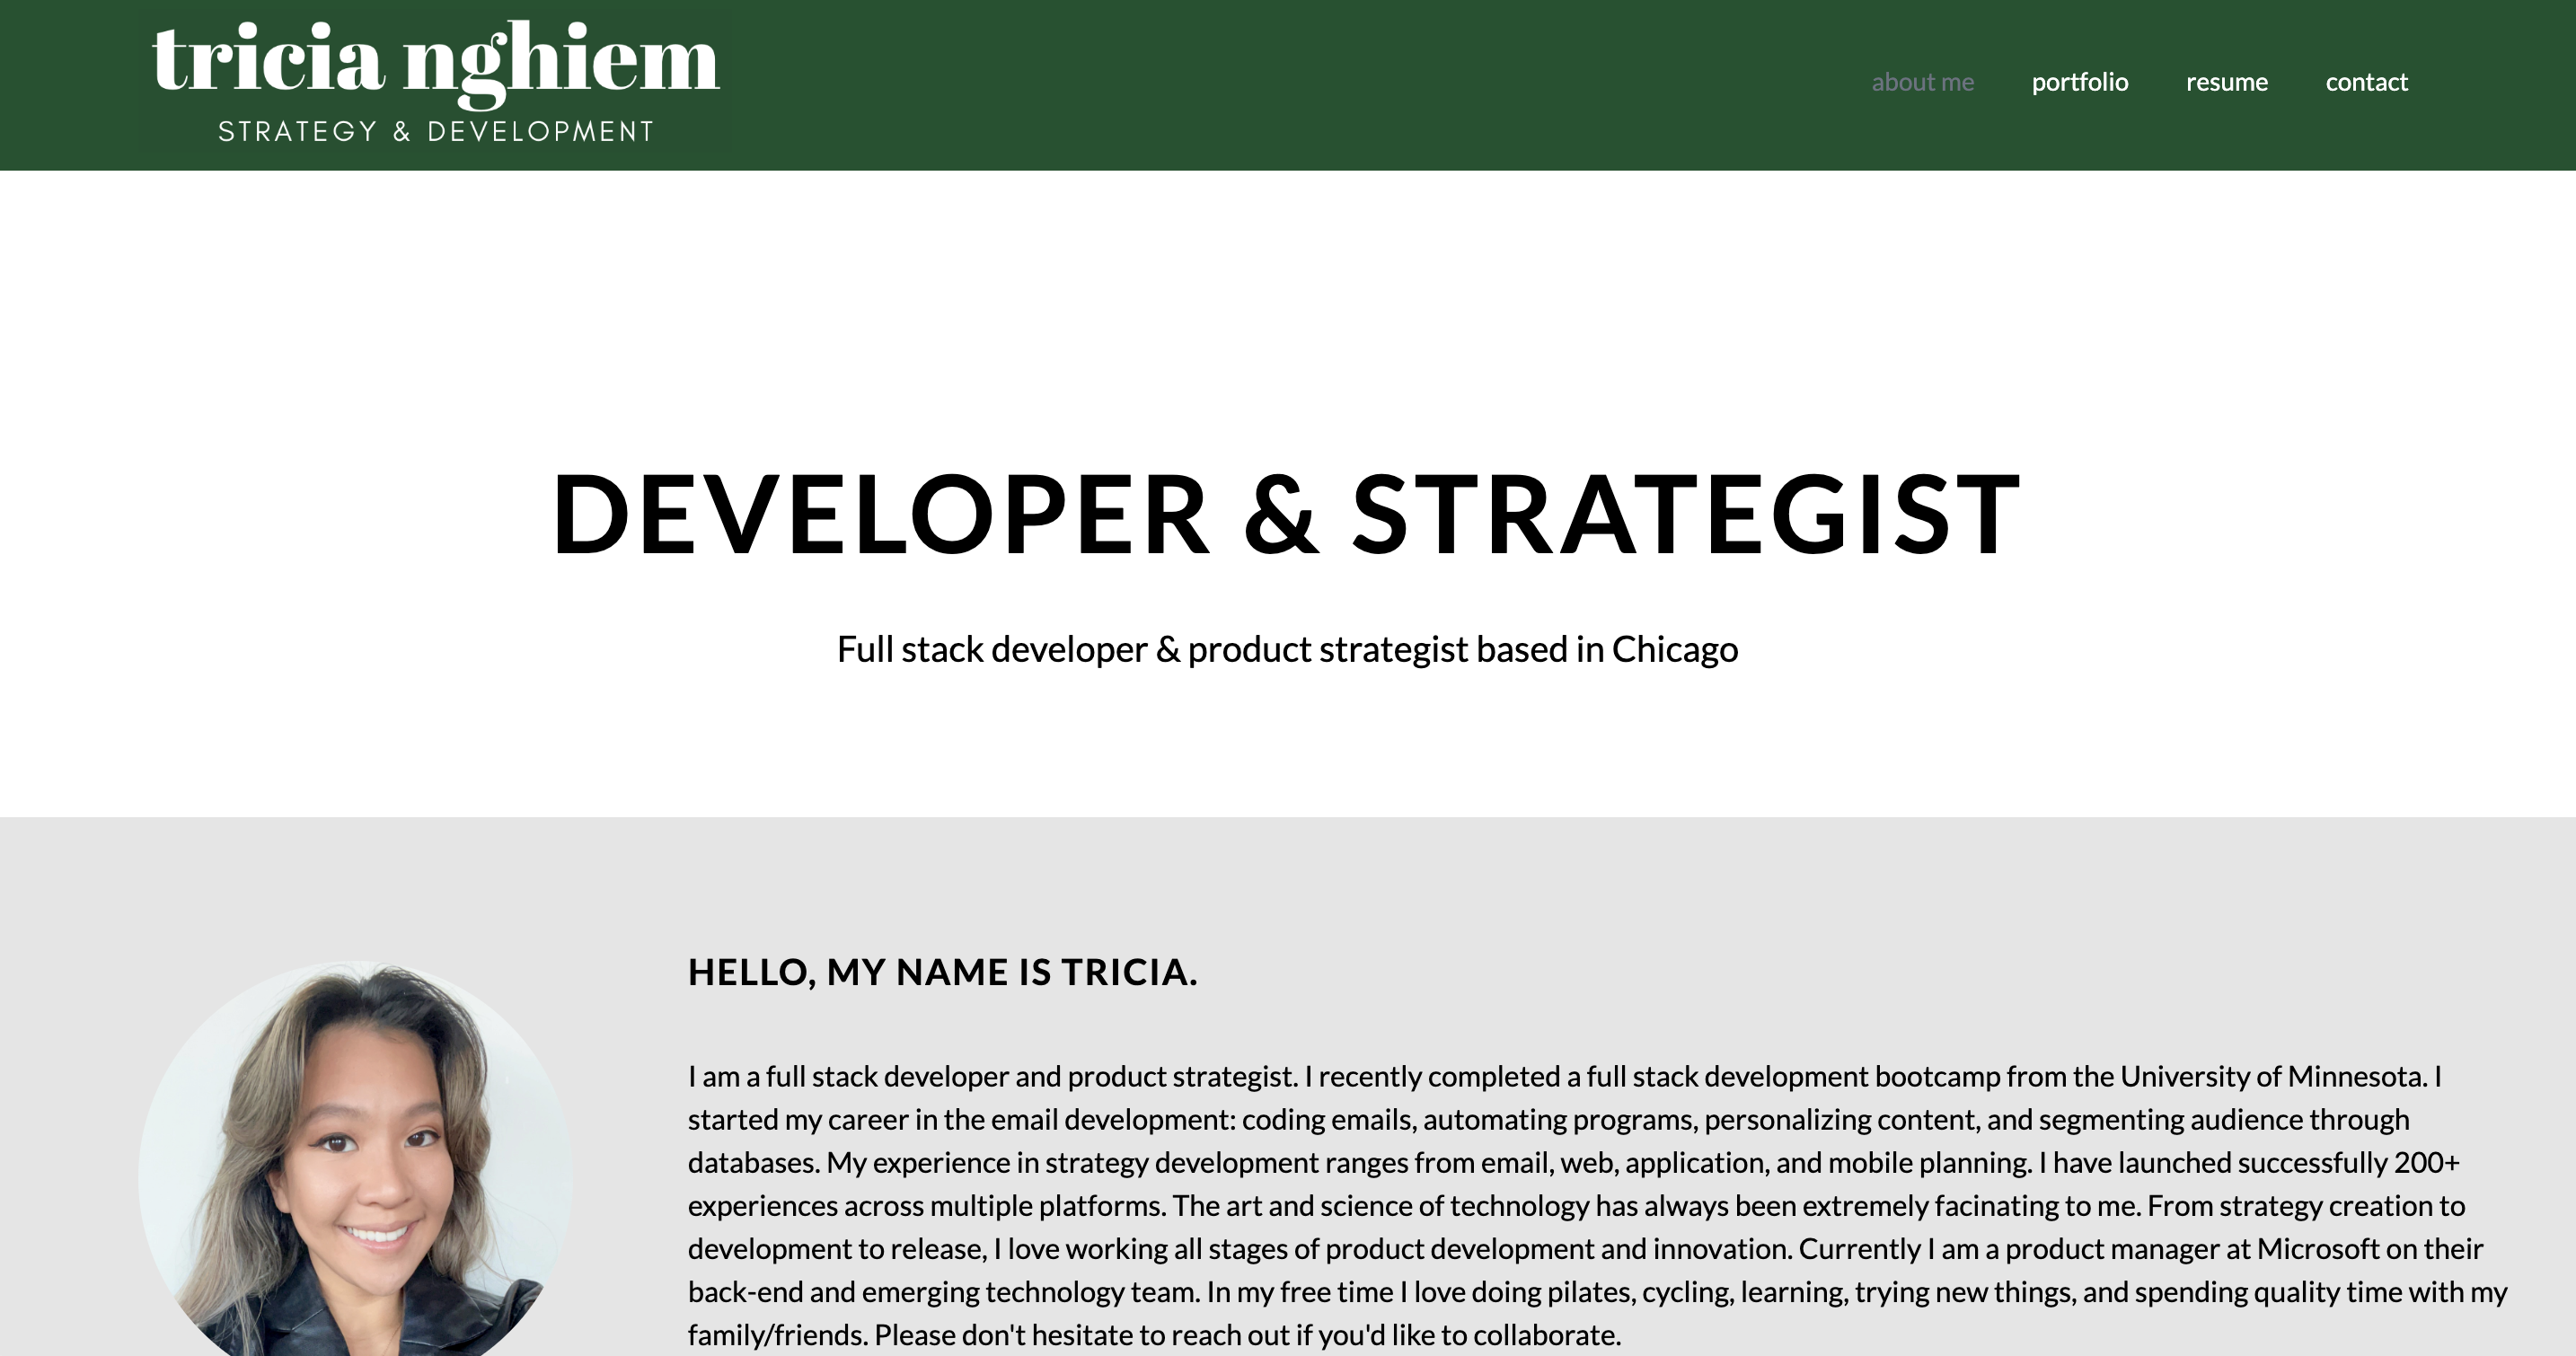 tricia nghiem
STRATEGY & DEVELOPMENT
about me
portfolio
resume
contact
DEVELOPER & STRATEGIST
Full stack developer & product strategist based in Chicago
HELLO, MY NAME IS TRICIA.
I am a full stack developer and product strategist. I recently completed a full stack development bootcamp from the University of Minnesota. I
started my career in the email development: coding emails, automating programs, personalizing content, and segmenting audience through
databases. My experience in strategy development ranges from email, web, application, and mobile planning. I have launched successfully 200+
experiences across multiple platforms. The art and science of technology has always been extremely facinating to me. From strategy creation to
development to release, I love working all stages of product development and innovation. Currently I am a product manager at Microsoft on their
back-end and emerging technology team. In my free time I love doing pilates, cycling, learning, trying new things, and spending quality time with my
family/friends. Please don't hesitate to reach out if you'd like to collaborate.